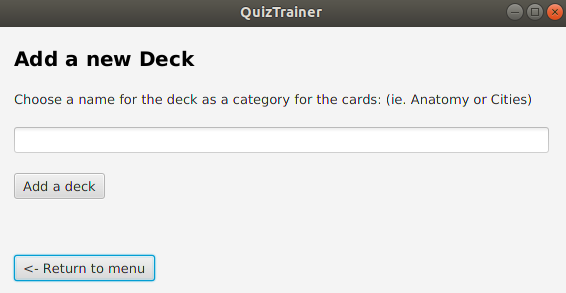 QuizTrainer
Add a new Deck
Choose a name for the deck as a category for the cards: (ie. Anatomy or Cities)
Add a deck
<- Return to menu